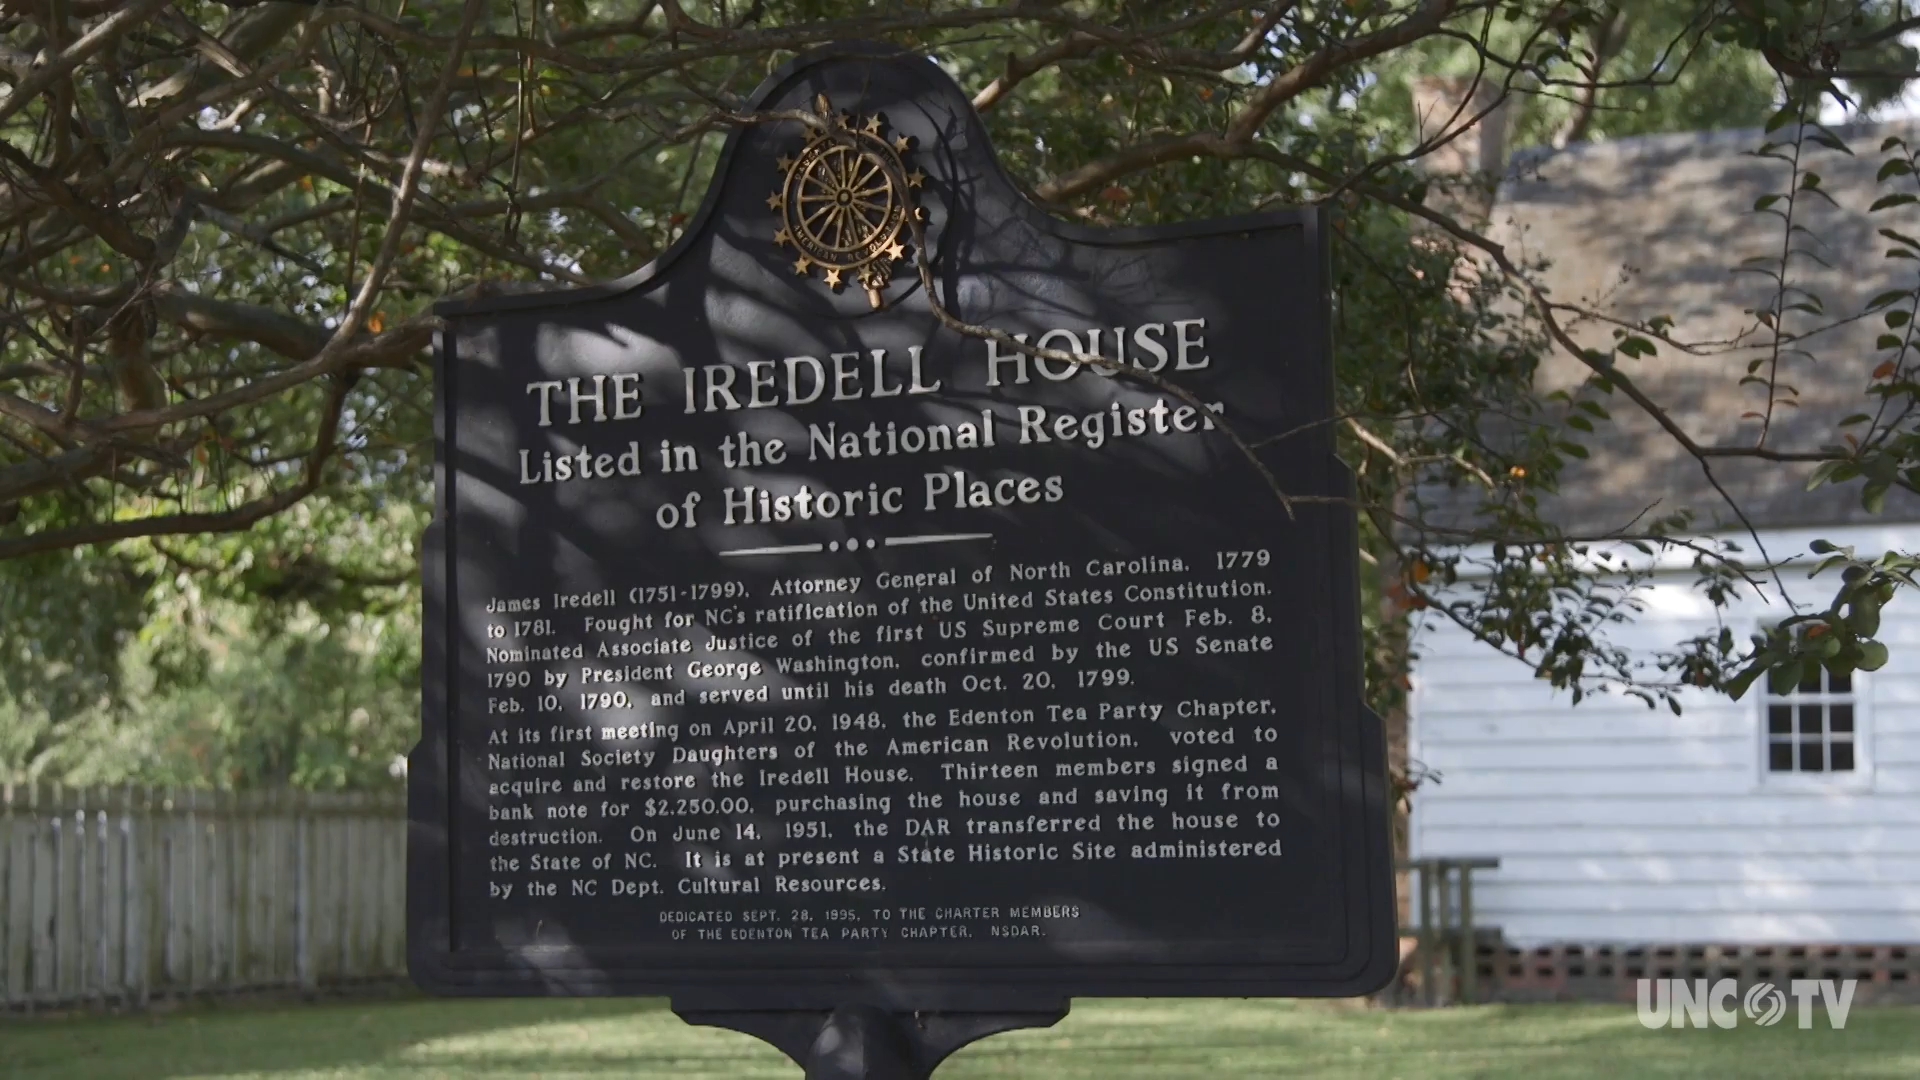 AMERICAN REVOLUTION
THE IREDELL HOUSE
Listed in the National Register
of Historic Places
James Iredell (1751-1799), Attorney General of North Carolina, 1779
to 1781. Fought for NC's ratification of the United States Constitution.
Nominated Associate Justice of the first US Supreme Court Feb. 8,
1790 by President George Washington, confirmed by the US Senate
Feb. 10, 1790, and served until his death Oct. 20, 1799.
At its first meeting on April 20, 1948, the Edenton Tea Party Chapter,
National Society Daughters of the American Revolution, voted to
acquire and restore the Iredell House. Thirteen members signed a
bank note for $2,250.00, purchasing the house and saving it from
destruction. On June 14, 1951, the DAR transferred the house to
the State of NC. It is at present a State Historic Site administered
by the NC Dept. Cultural Resources.
DEDICATED SEPT. 28, 1995, TO THE CHARTER MEMBERS
OF THE EDENTON TEA PARTY CHAPTER, NSDAR.
UNC TV